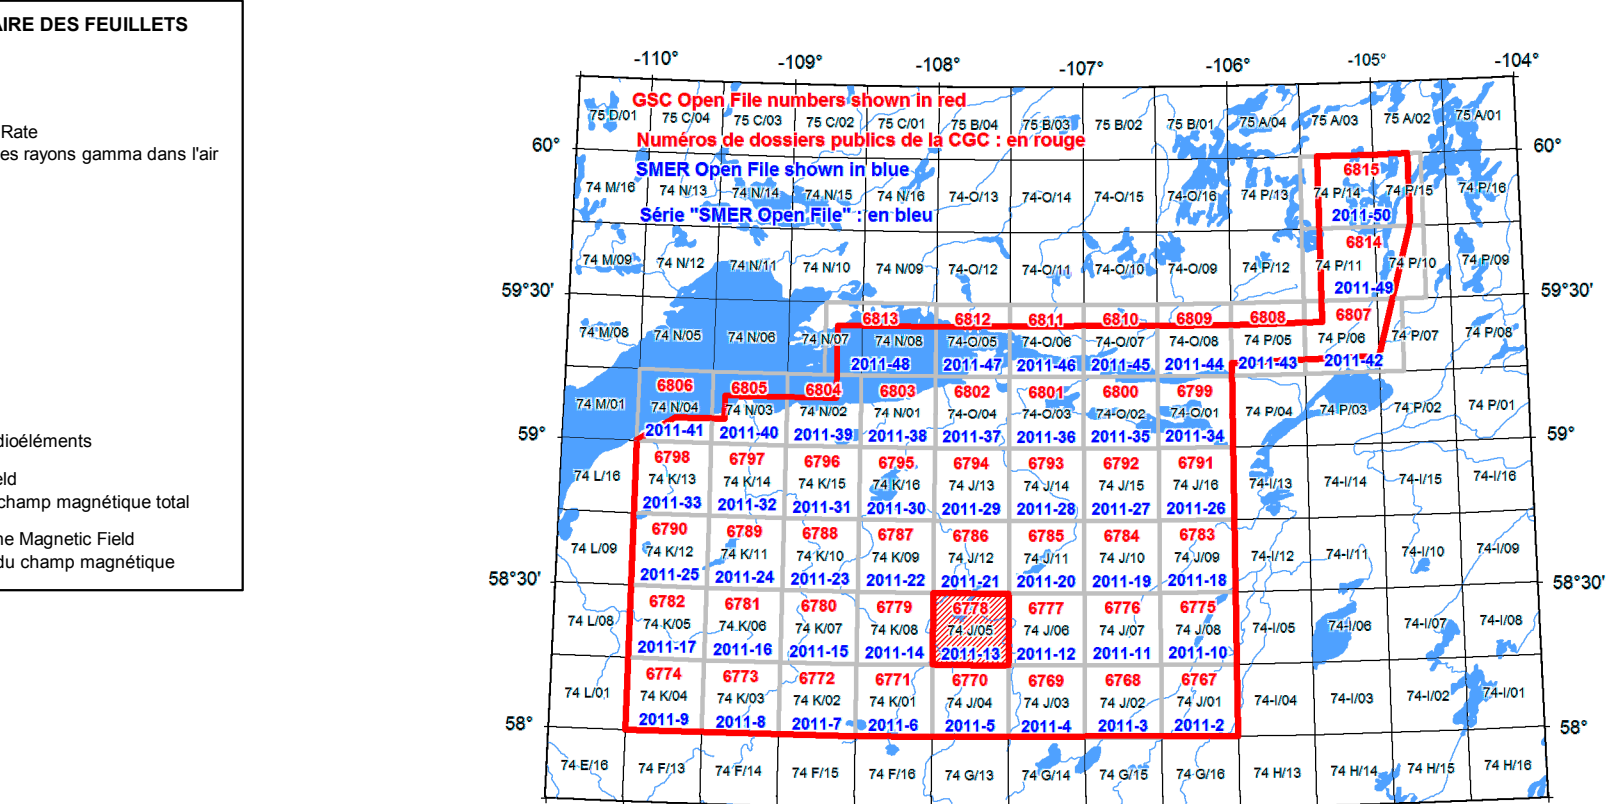 AIRE DES FEUILLETS
Rate
es rayons gamma dans l'air
dioéléments
eld
champ magnétique total
ne Magnetic Field
du champ magnétique
-110° -109° -108° -107° -106° -105° -104°
GSC Open File numbers shown in red
75 D/01 75 C/04 75 C/03 75 C/02 75 C/01 75 B/04 75 B/03 75 B/02 75 B/01 75 A/04 75 A/03 75 A/02 75 A/01
Numéros de dossiers publics de la CGC : en rouge
60° 60°
SMER Open File shown in blue
6815
74 M/16 74 N/13 74 N/14 74 N/15 74 N/16 74-O/13 74-O/14 74-O/15 74-O/16 74 P/13 74 P/14 74 P/15 74 P/16
Série "SMER Open File" : en bleu
2011-50
6814
74 M/09 74 N/12 74 N/11 74 N/10 74 N/09 74-O/12 74-O/11 74-O/10 74-O/09 74 P/12 74 P/11 74 P/10 74 P/09
2011-49
59°30' 59°30'
6813 6812 6811 6810 6809 6808 6807
74 M/08 74 N/05 74 N/06 74 N/07 74 N/08 74-O/05 74-O/06 74-O/07 74-O/08 74 P/05 74 P/06 74 P/07 74 P/08
2011-48 2011-47 2011-46 2011-45 2011-44 2011-43 2011-42
6806 6805 6804 6803 6802 6801 6800 6799
74 M/01 74 N/04 74 N/03 74 N/02 74 N/01 74-O/04 74-O/03 74-O/02 74-O/01 74 P/04 74 P/03 74 P/02 74 P/01
2011-41 2011-40 2011-39 2011-38 2011-37 2011-36 2011-35 2011-34
59° 59°
6798 6797 6796 6795 6794 6793 6792 6791
74 L/16 74 K/13 74 K/14 74 K/15 74 K/16 74 J/13 74 J/14 74 J/15 74 J/16 74-I/13 74-I/14 74-I/15 74-I/16
2011-33 2011-32 2011-31 2011-30 2011-29 2011-28 2011-27 2011-26
6790 6789 6788 6787 6786 6785 6784 6783
74 L/09 74 K/12 74 K/11 74 K/10 74 K/09 74 J/12 74 J/11 74 J/10 74 J/09 74-I/12 74-I/11 74-I/10 74-I/09
2011-25 2011-24 2011-23 2011-22 2011-21 2011-20 2011-19 2011-18
58°30' 58°30'
6782 6781 6780 6779 6778 6777 6776 6775
74 L/08 74 K/05 74 K/06 74 K/07 74 K/08 74 J/05 74 J/06 74 J/07 74 J/08 74-I/05 74-I/06 74-I/07 74-I/08
2011-17 2011-16 2011-15 2011-14 2011-13 2011-12 2011-11 2011-10
6774 6773 6772 6771 6770 6769 6768 6767
74 L/01 74 K/04 74 K/03 74 K/02 74 K/01 74 J/04 74 J/03 74 J/02 74 J/01 74-I/04 74-I/03 74-I/02 74-I/01
2011-9 2011-8 2011-7 2011-6 2011-5 2011-4 2011-3 2011-2
58° 58°
74 E/16 74 F/13 74 F/14 74 F/15 74 F/16 74 G/13 74 G/14 74 G/15 74 G/16 74 H/13 74 H/14 74 H/15 74 H/16